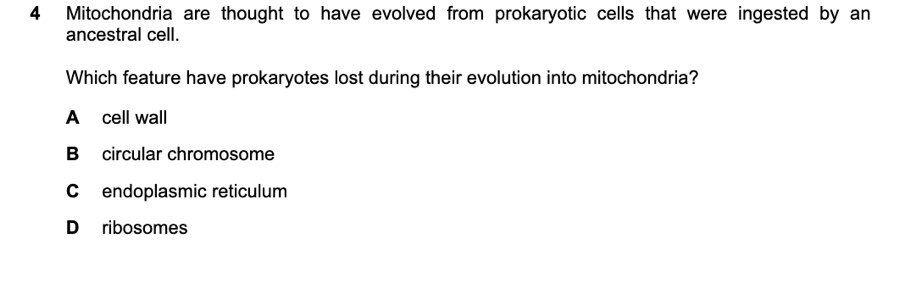 4 Mitochondria are thought to have evolved from prokaryotic cells that were ingested by an
ancestral cell.
Which feature have prokaryotes lost during their evolution into mitochondria?
A cell wall
B circular chromosome
C endoplasmic reticulum
D ribosomes